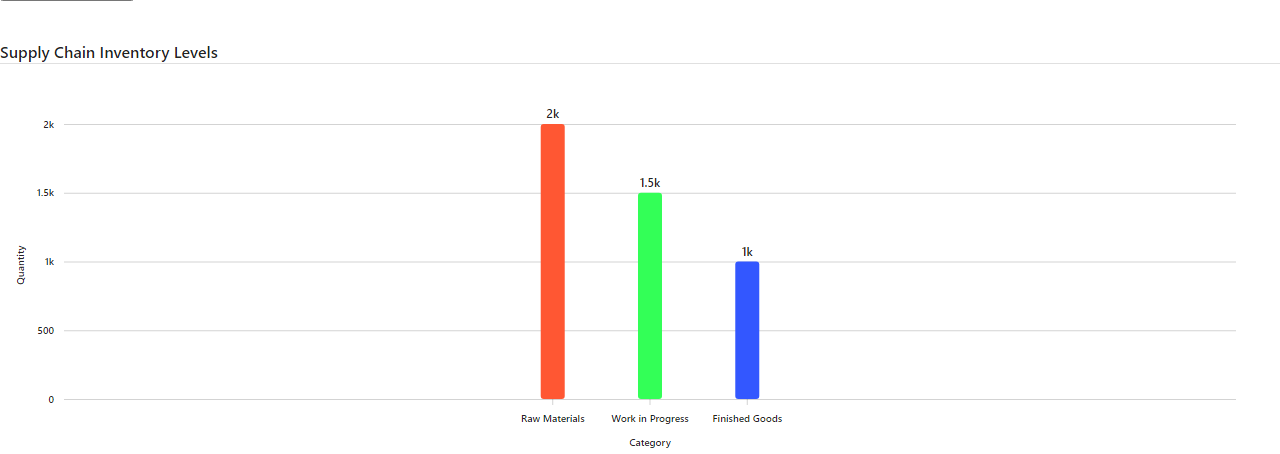 Supply Chain Inventory Levels
2k
1.5k
1k
2k
1.5k
1k
500
0
Quantity
Raw Materials
Work in Progress
Finished Goods
Category